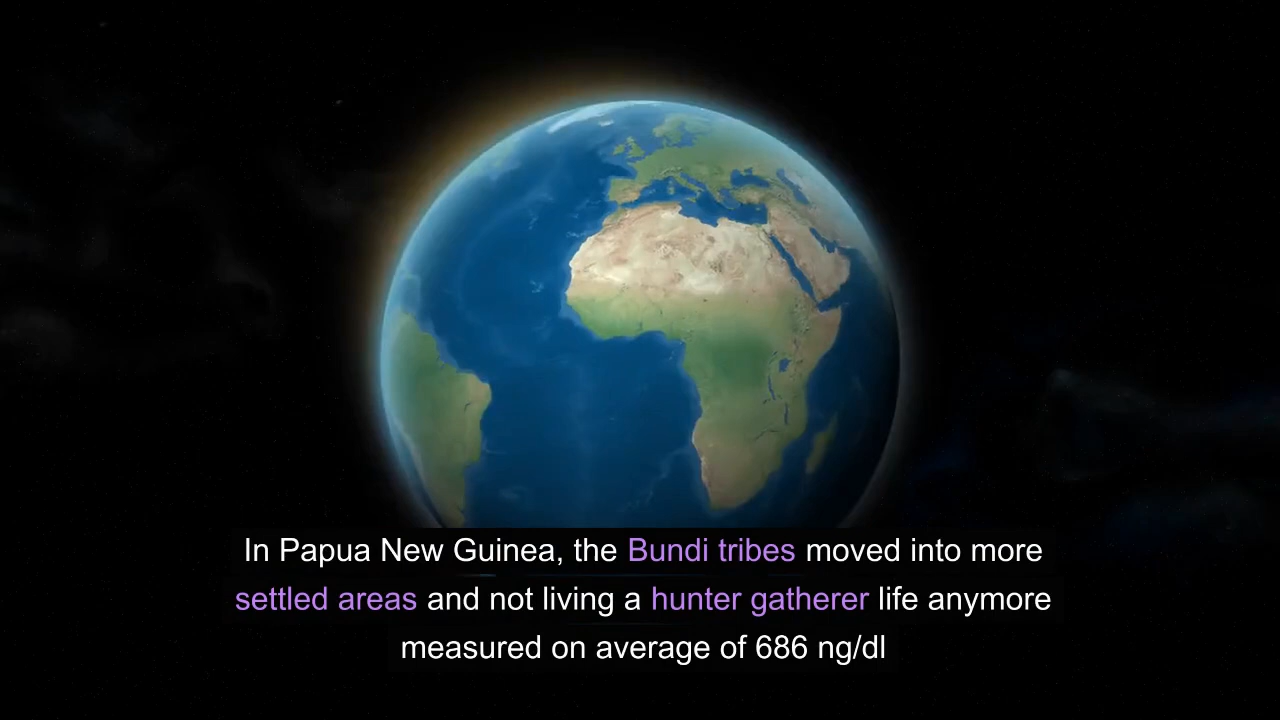 In Papua New Guinea, the Bundi tribes moved into more
settled areas and not living a hunter gatherer life anymore
measured on average of 686 ng/dl